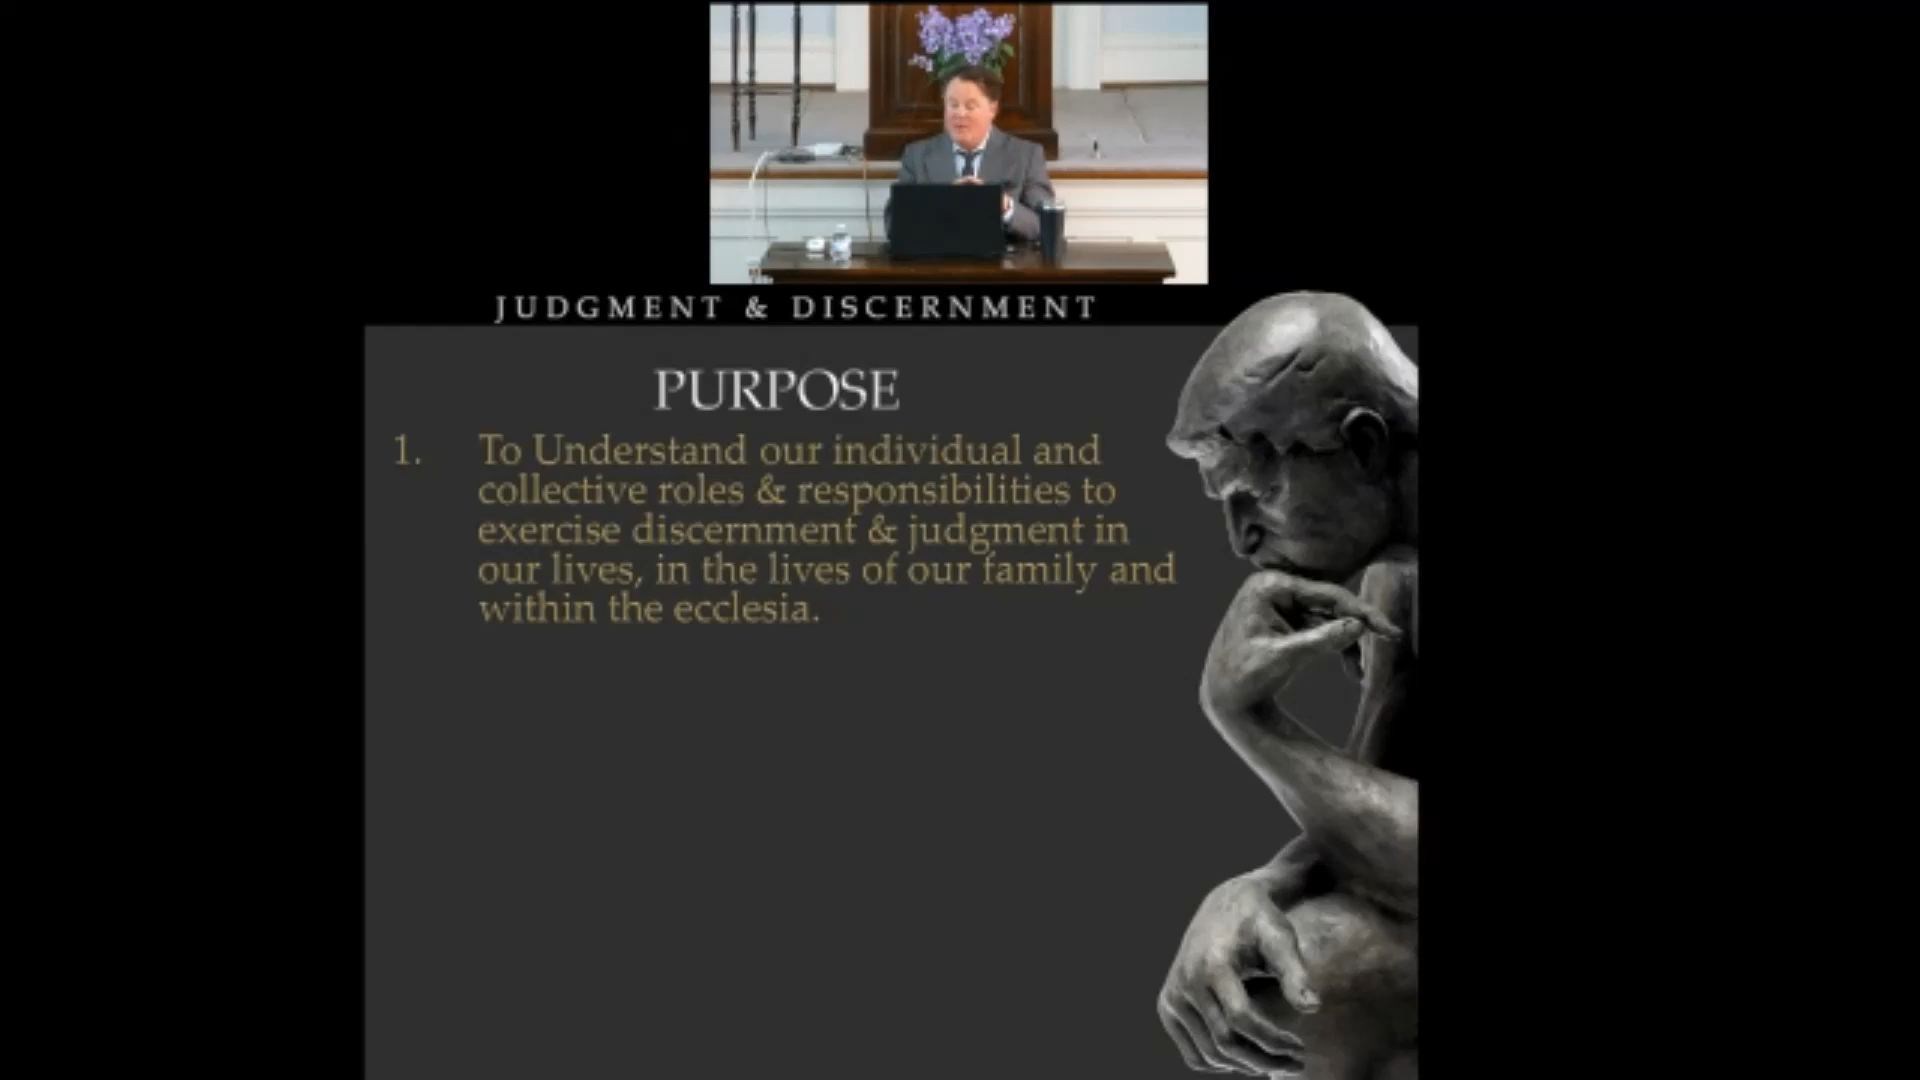 JUDGMENT & DISCERNMENT
PURPOSE
1. To Understand our individual and
collective roles & responsibilities to
exercise discernment & judgment in
our lives, in the lives of our family and
within the ecclesia.